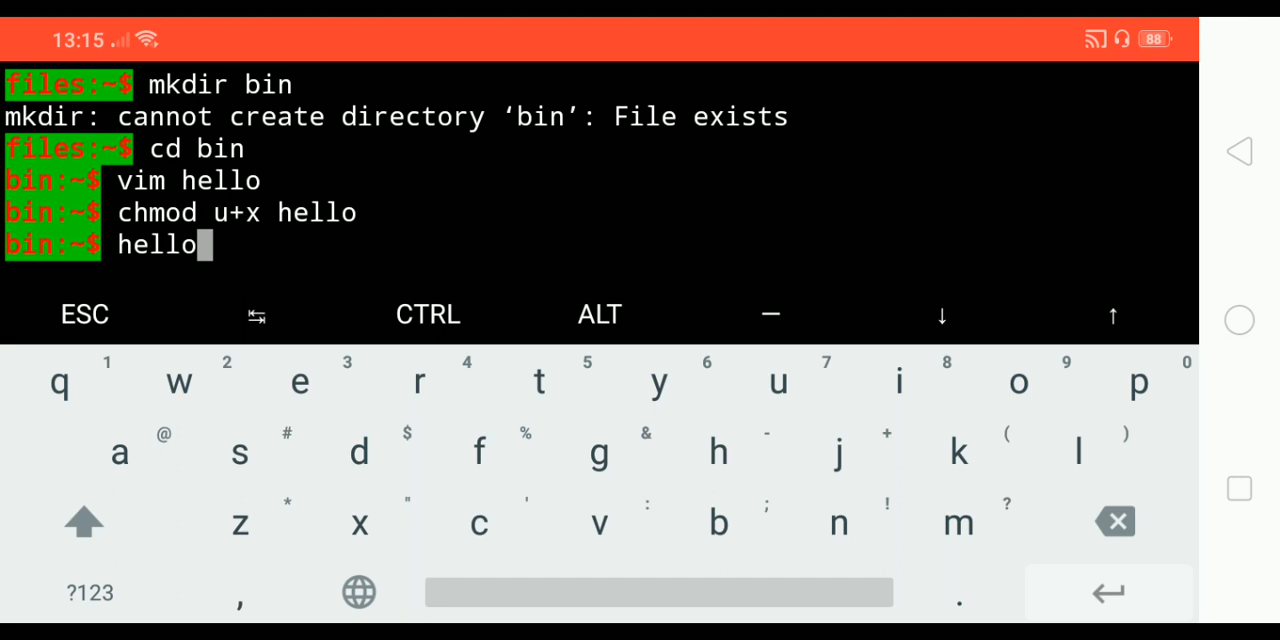 13:15 88
files:~$ mkdir bin
mkdir: cannot create directory ‘bin’: File exists
files:~$ cd bin
bin:~$ vim hello
bin:~$ chmod u+x hello
bin:~$ hello
ESC ↹ CTRL ALT — ↓ ↑
1 2 3 4 5 6 7 8 9 0
q w e r t y u i o p
@ # $ % & - + ( )
a s d f g h j k l
* " ' : ; ! ?
z x c v b n m
?123 , .